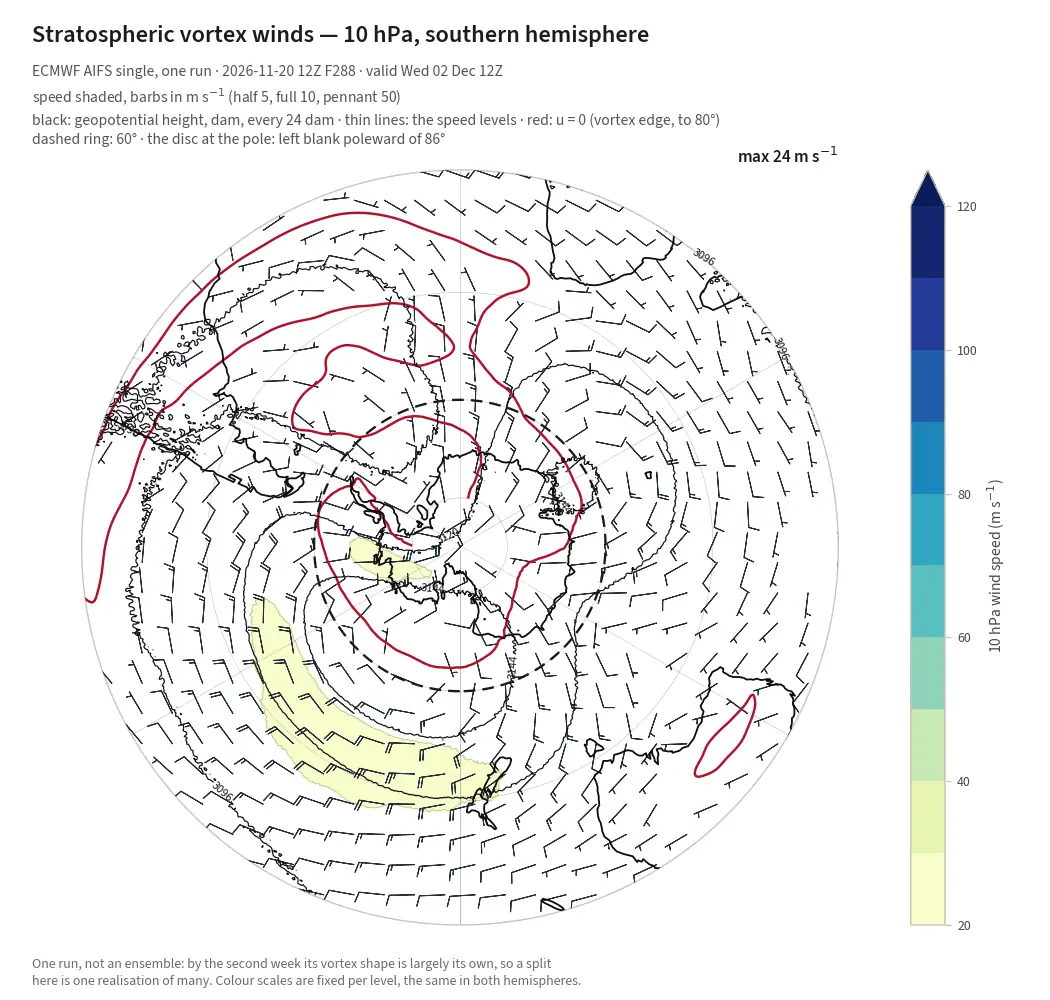 Stratospheric vortex winds — 10 hPa, southern hemisphere
ECMWF AIFS single, one run · 2026-11-20 12Z F288 · valid Wed 02 Dec 12Z
speed shaded, barbs in m s⁻¹ (half 5, full 10, pennant 50)
black: geopotential height, dam, every 24 dam · thin lines: the speed levels · red: u = 0 (vortex edge, to 80°)
dashed ring: 60° · the disc at the pole: left blank poleward of 86°
max 24 m s⁻¹
120
100
80
60
40
20
10 hPa wind speed (m s⁻¹)
3096
3096
3144
3096
One run, not an ensemble: by the second week its vortex shape is largely its own, so a split
here is one realisation of many. Colour scales are fixed per level, the same in both hemispheres.